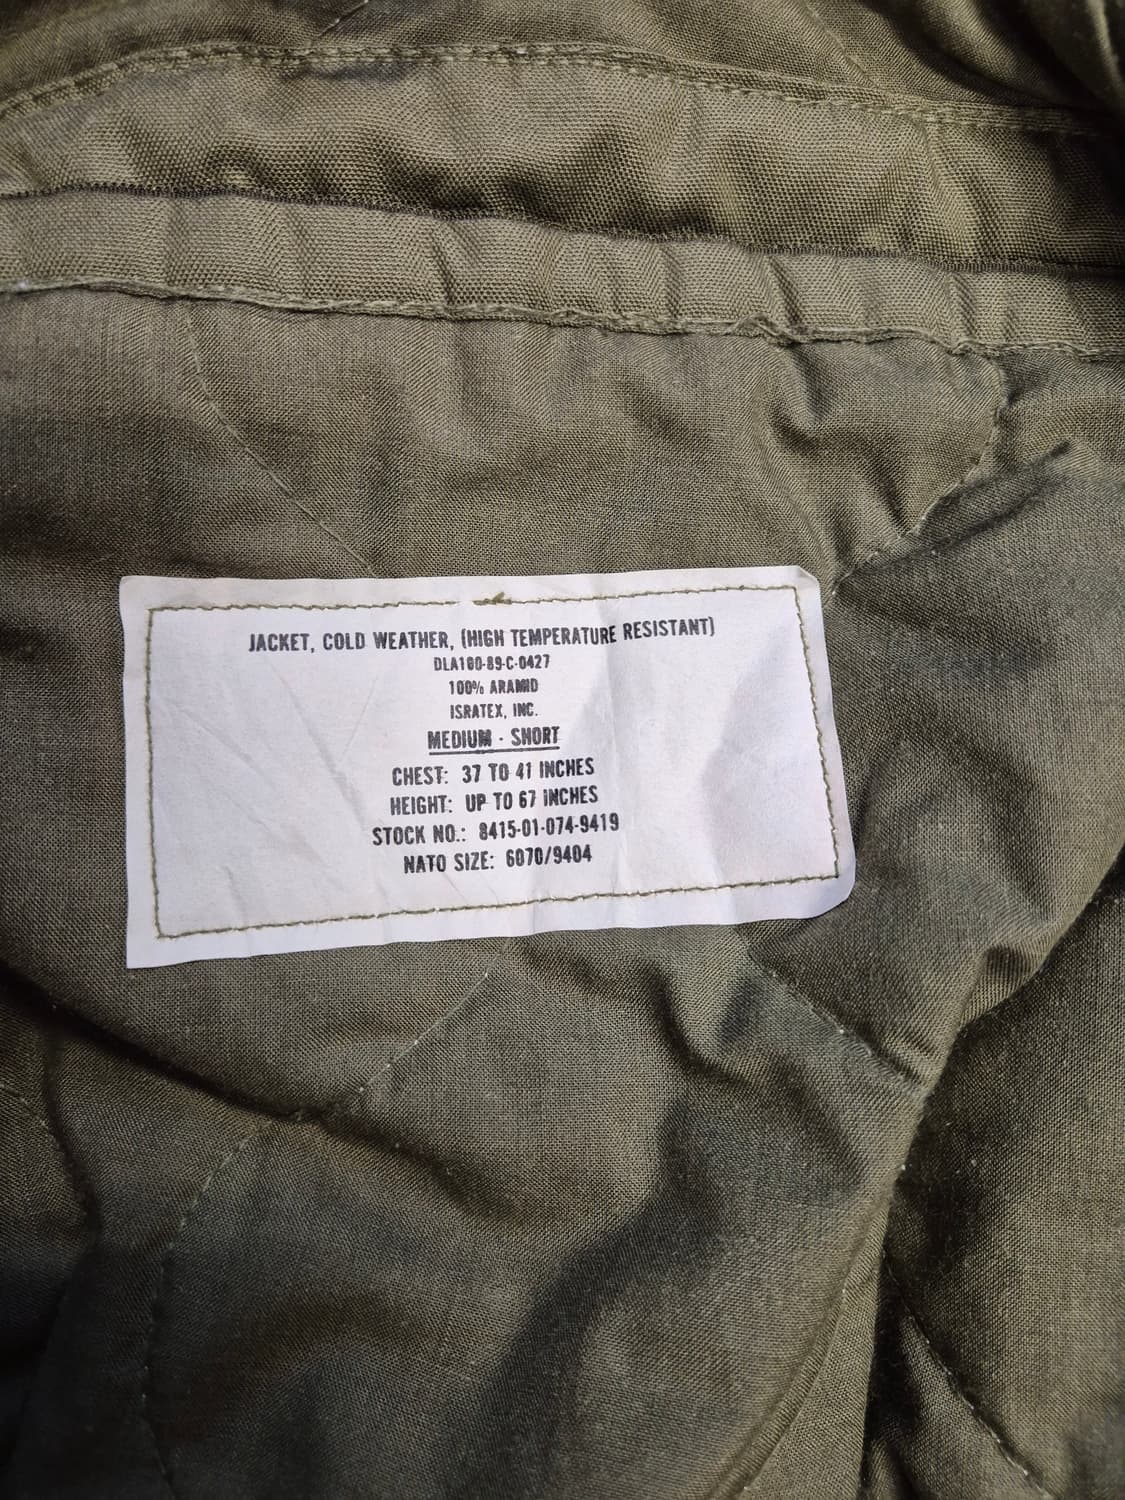 JACKET, COLD WEATHER, (HIGH TEMPERATURE RESISTANT)
DLA100-89-C-0427
100% ARAMID
ISRATEX, INC.
MEDIUM - SHORT
CHEST: 37 TO 41 INCHES
HEIGHT: UP TO 67 INCHES
STOCK NO.: 8415-01-074-9419
NATO SIZE: 6070/9404